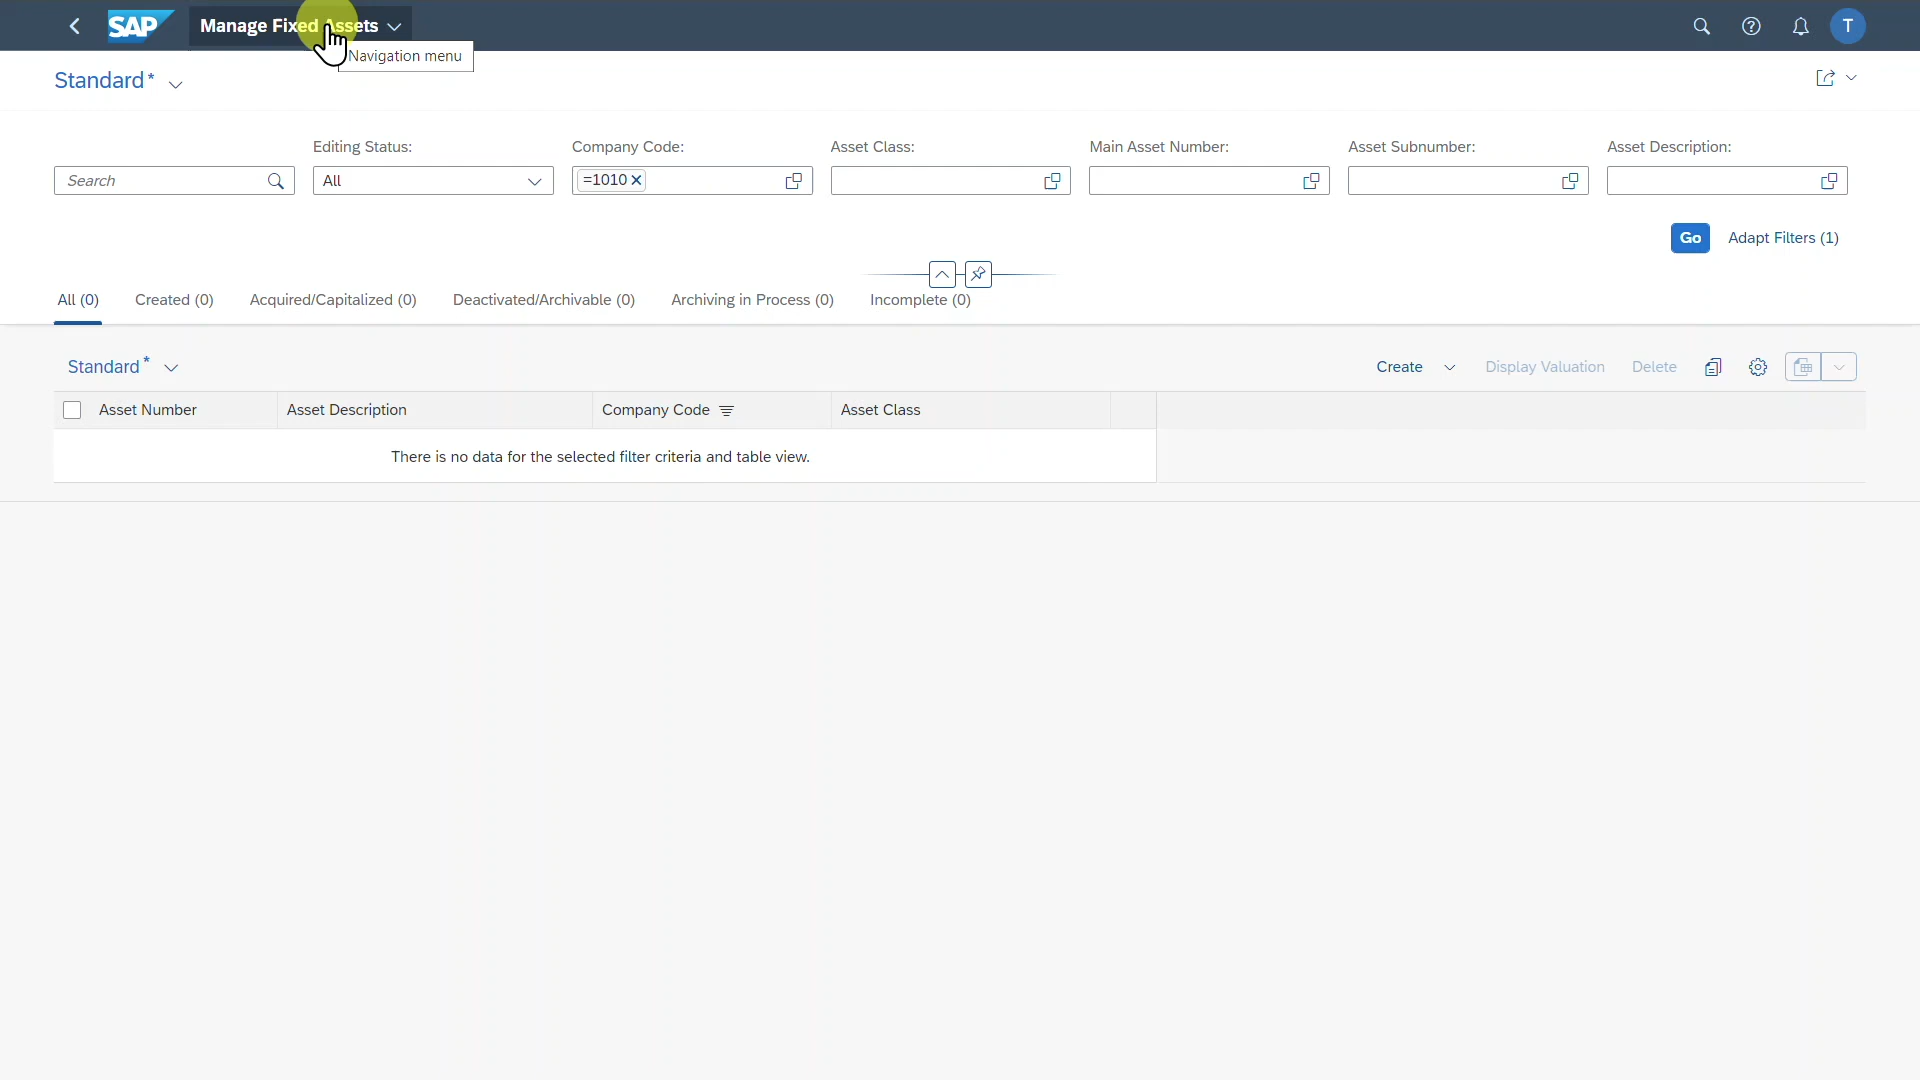 SAP Manage Fixed Assets T
Navigation menu
Standard*
Editing Status: Company Code: Asset Class: Main Asset Number: Asset Subnumber: Asset Description:
Search All =1010
Go Adapt Filters (1)
All (0) Created (0) Acquired/Capitalized (0) Deactivated/Archivable (0) Archiving in Process (0) Incomplete (0)
Standard* Create Display Valuation Delete
Asset Number Asset Description Company Code Asset Class
There is no data for the selected filter criteria and table view.